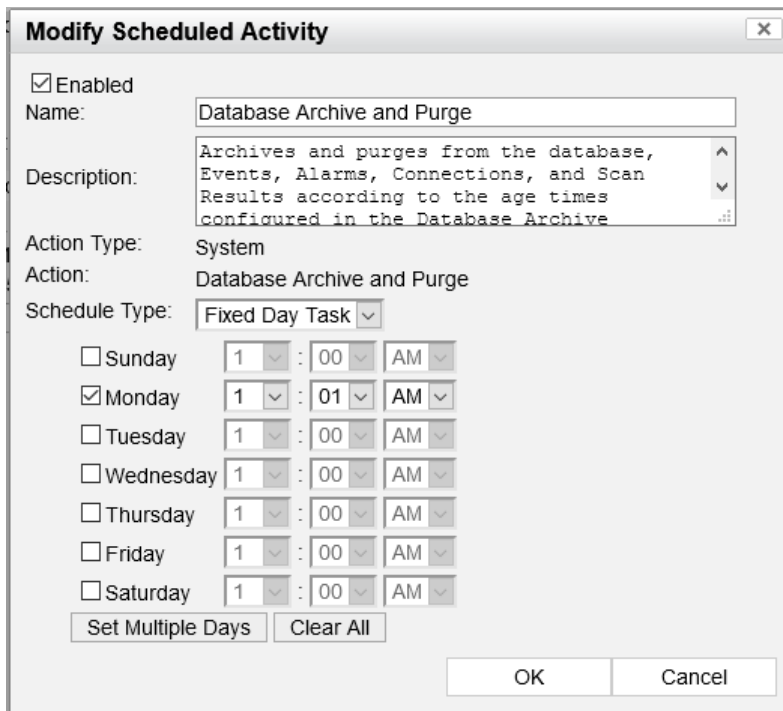 Modify Scheduled Activity
Enabled
Name: Database Archive and Purge
Description: Archives and purges from the database,
Events, Alarms, Connections, and Scan
Results according to the age times
configured in the Database Archive
Action Type: System
Action: Database Archive and Purge
Schedule Type: Fixed Day Task
Sunday 1 : 00 AM
Monday 1 : 01 AM
Tuesday 1 : 00 AM
Wednesday 1 : 00 AM
Thursday 1 : 00 AM
Friday 1 : 00 AM
Saturday 1 : 00 AM
Set Multiple Days Clear All
OK Cancel